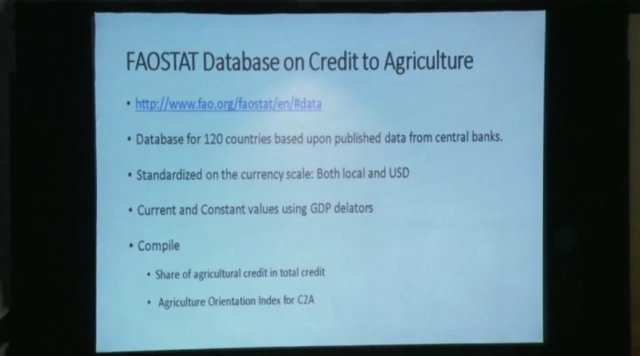 FAOSTAT Database on Credit to Agriculture
• http://www.fao.org/faostat/en/#data
• Database for 120 countries based upon published data from central banks.
• Standardized on the currency scale: Both local and USD
• Current and Constant values using GDP delators
• Compile
• Share of agricultural credit in total credit
• Agriculture Orientation Index for C2A